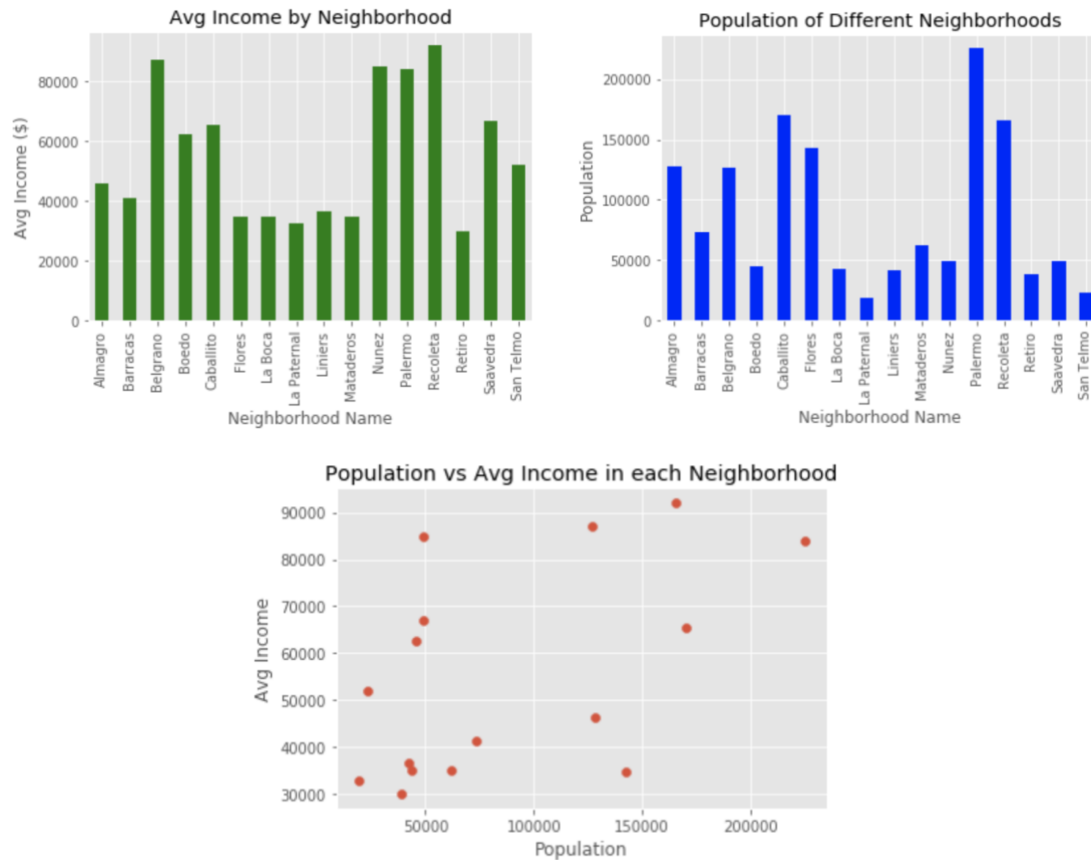 Avg Income by Neighborhood
Avg Income ($)
80000
60000
40000
20000
0
Almagro
Barracas
Belgrano
Boedo
Caballito
Flores
La Boca
La Paternal
Liniers
Mataderos
Nunez
Palermo
Recoleta
Retiro
Saavedra
San Telmo
Neighborhood Name
Population of Different Neighborhoods
Population
200000
150000
100000
50000
0
Almagro
Barracas
Belgrano
Boedo
Caballito
Flores
La Boca
La Paternal
Liniers
Mataderos
Nunez
Palermo
Recoleta
Retiro
Saavedra
San Telmo
Neighborhood Name
Population vs Avg Income in each Neighborhood
Avg Income
90000
80000
70000
60000
50000
40000
30000
50000
100000
150000
200000
Population